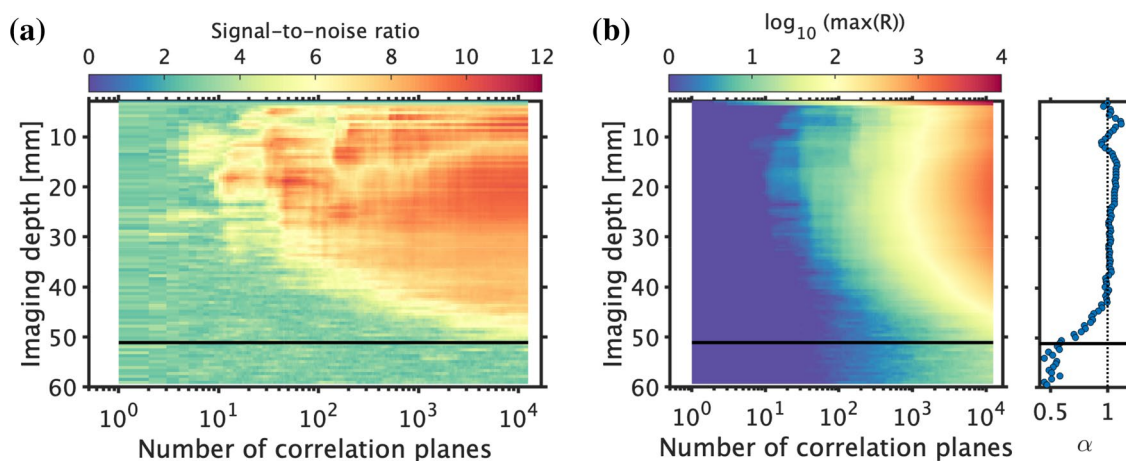 (a)
Signal-to-noise ratio
0 2 4 6 8 10 12
Imaging depth [mm]
10
20
30
40
50
60
10^0 10^1 10^2 10^3 10^4
Number of correlation planes
(b)
log_10 (max(R))
0 1 2 3 4
Imaging depth [mm]
10
20
30
40
50
60
10^0 10^1 10^2 10^3 10^4
Number of correlation planes
0.5 1
α